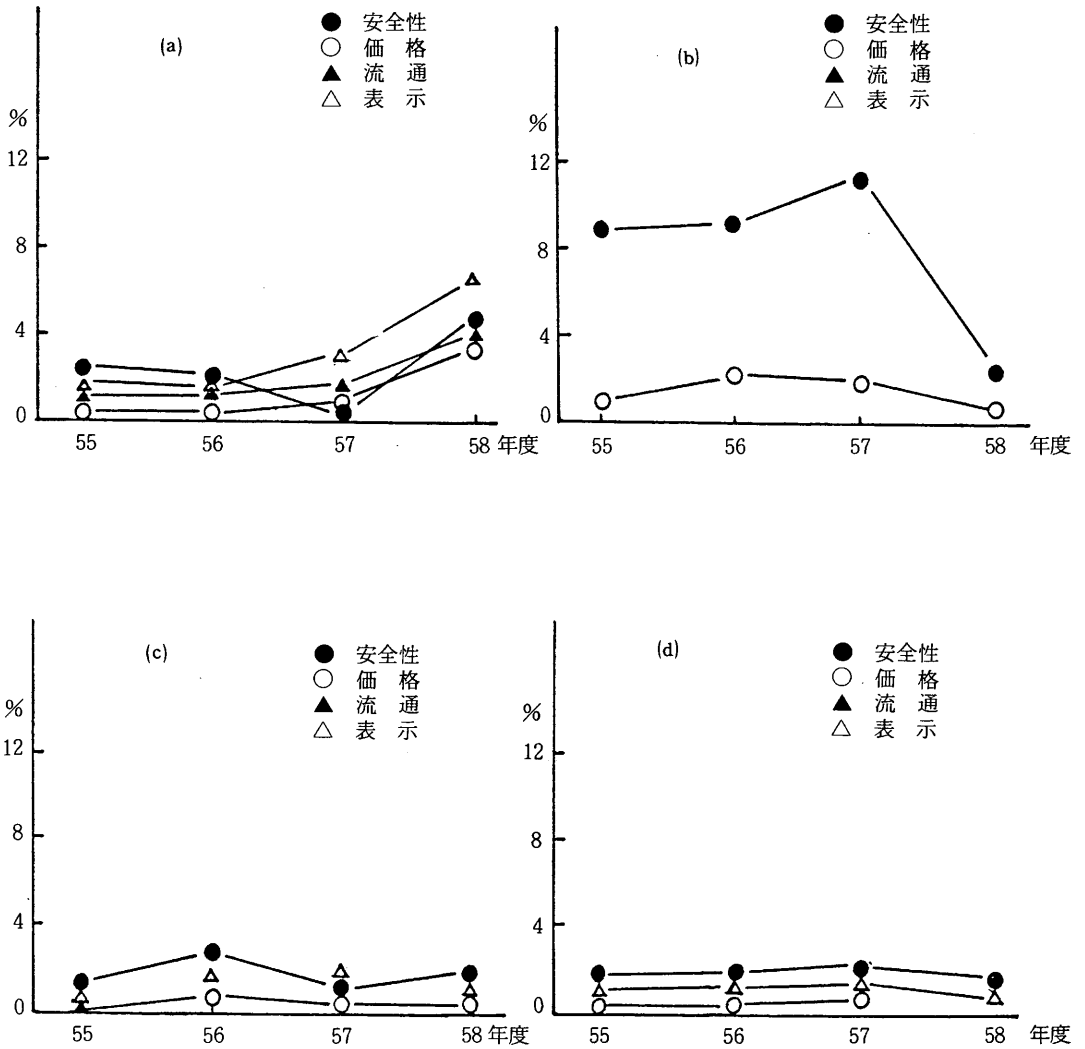 (a)
● 安全性
○ 価 格
▲ 流 通
△ 表 示
%
12
8
4
0
55 56 57 58 年度
(b)
● 安全性
○ 価 格
▲ 流 通
△ 表 示
%
12
8
4
0
55 56 57 58 年度
(c)
● 安全性
○ 価 格
▲ 流 通
△ 表 示
%
12
8
4
0
55 56 57 58 年度
(d)
● 安全性
○ 価 格
▲ 流 通
△ 表 示
%
12
8
4
0
55 56 57 58 年度